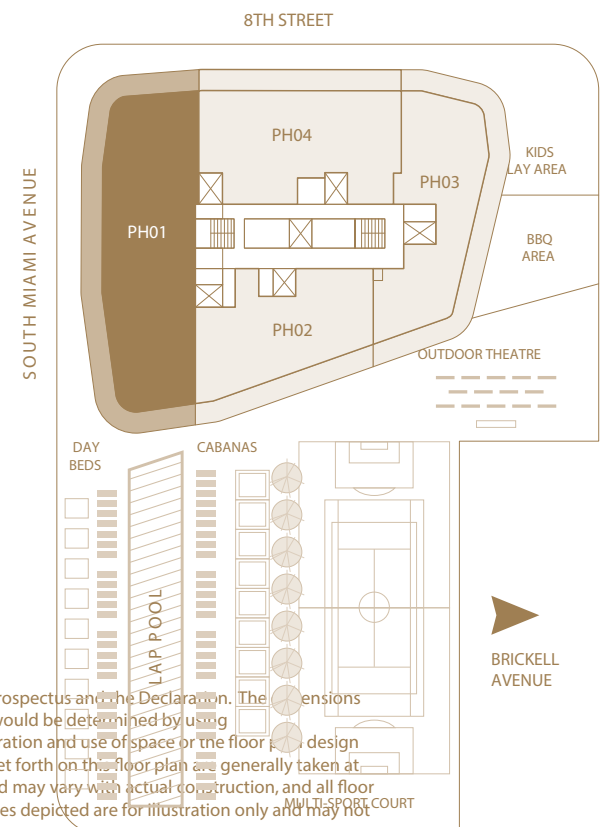 8TH STREET
SOUTH MIAMI AVENUE
PH04
PH03
KIDS
LAY AREA
PH01
BBQ
AREA
PH02
OUTDOOR THEATRE
DAY
BEDS
CABANAS
LAP POOL
BRICKELL
AVENUE
rospectus and the Declaration. The ensions
would be determined by using
ration and use of space or the floor design
et forth on this floor plan are generally taken at
d may vary with actual construction, and all floor
es depicted are for illustration only and may not
MULTI-SPORT COURT